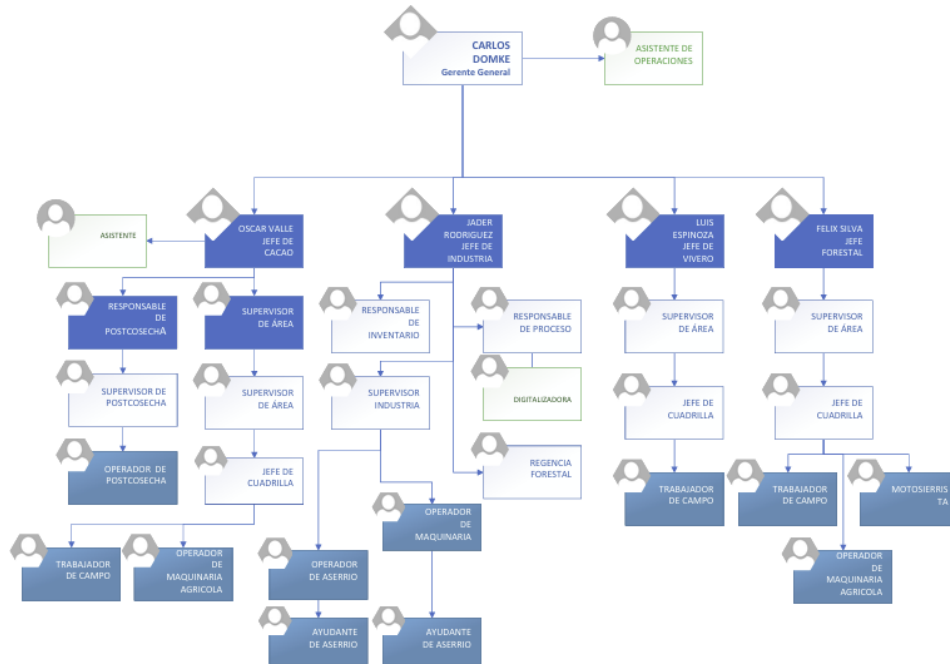 CARLOS
DOMKE
Gerente General
ASISTENTE DE
OPERACIONES
ASISTENTE
OSCAR VALLE
JEFE DE
CACAO
JADER
RODRIGUEZ
JEFE DE
INDUSTRIA
LUIS
ESPINOZA
JEFE DE
VIVERO
FELIX SILVA
JEFE
FORESTAL
RESPONSABLE
DE
POSTCOSECHA
SUPERVISOR
DE ÁREA
RESPONSABLE
DE
INVENTARIO
RESPONSABLE
DE PROCESO
SUPERVISOR
DE ÁREA
SUPERVISOR
DE ÁREA
SUPERVISOR DE
POSTCOSECHA
SUPERVISOR
DE ÁREA
SUPERVISOR
INDUSTRIA
DIGITALIZADORA
JEFE DE
CUADRILLA
JEFE DE
CUADRILLA
OPERADOR DE
POSTCOSECHA
JEFE DE
CUADRILLA
REGENCIA
FORESTAL
TRABAJADOR
DE CAMPO
TRABAJADOR
DE CAMPO
MOTOSIERRIS
TA
OPERADOR
DE
MAQUINARIA
TRABAJADOR
DE CAMPO
OPERADOR
DE
MAQUINARIA
AGRICOLA
OPERADOR
DE ASERRIO
OPERADOR
DE
MAQUINARIA
AGRICOLA
AYUDANTE
DE ASERRIO
AYUDANTE
DE ASERRIO